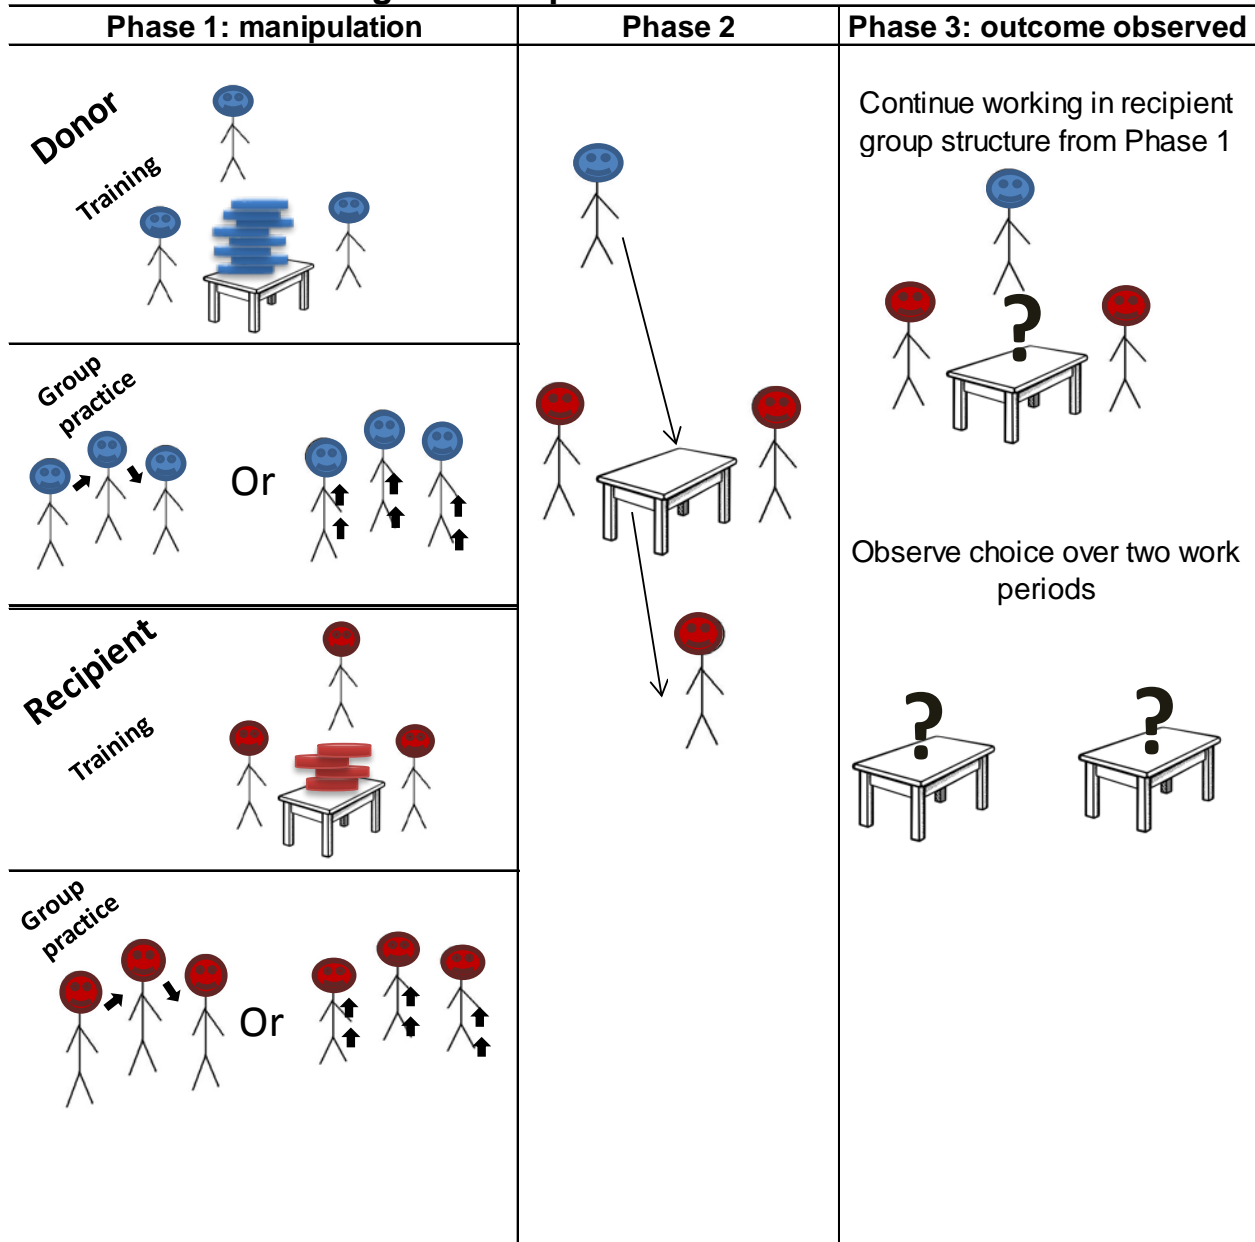 Phase 1: manipulation
Phase 2
Phase 3: outcome observed
Donor
Training
Group
practice
Or
Recipient
Training
Group
practice
Or
Continue working in recipient
group structure from Phase 1
?
Observe choice over two work
periods
?
?